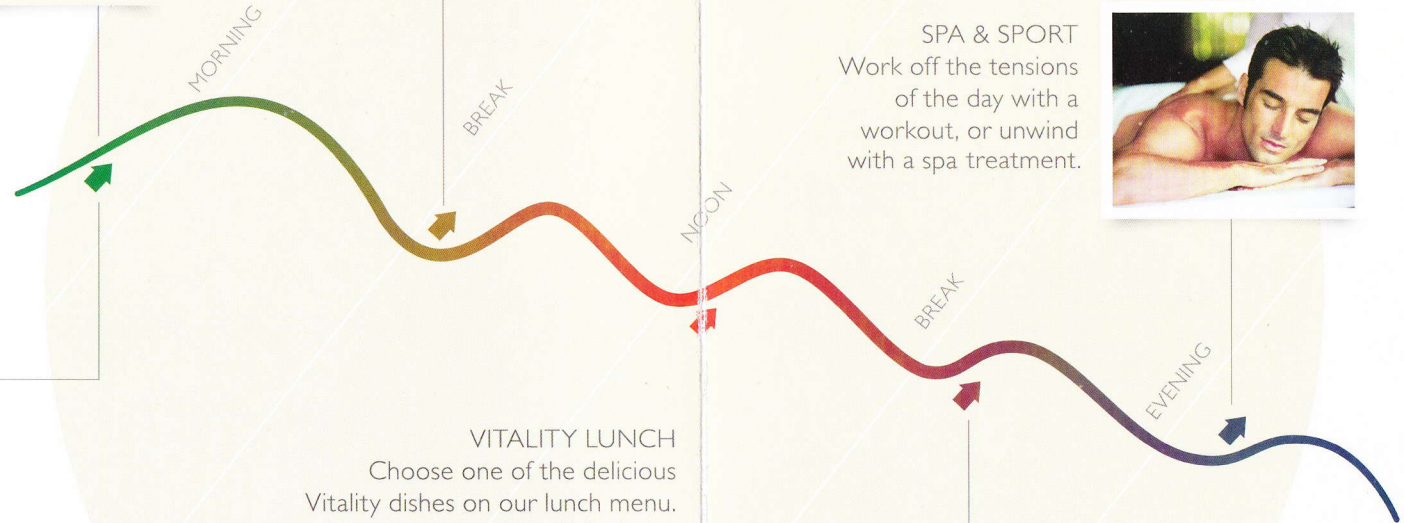 MORNING
BREAK
NOON
BREAK
EVENING
SPA & SPORT
Work off the tensions
of the day with a
workout, or unwind
with a spa treatment.
VITALITY LUNCH
Choose one of the delicious
Vitality dishes on our lunch menu.